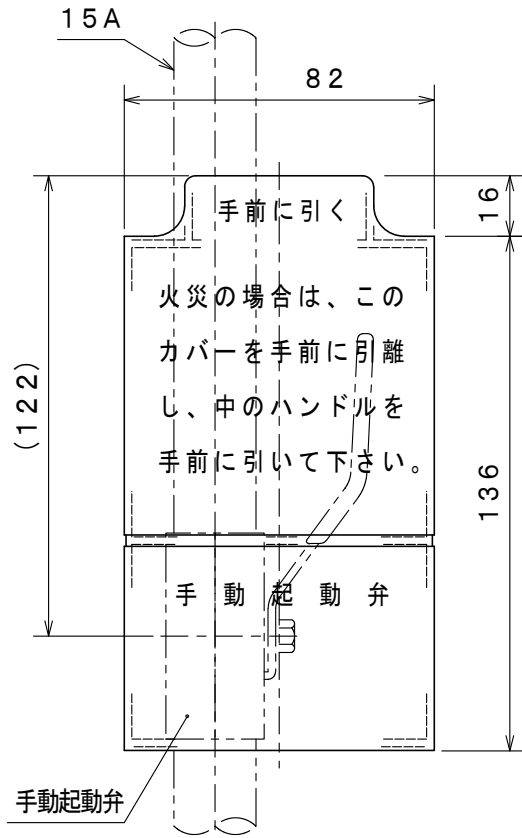 15A
82
手前に引く
16
火災の場合は、この
カバーを手前に引離
し、中のハンドルを
手前に引いて下さい。
(122)
136
手動起動弁
手動起動弁